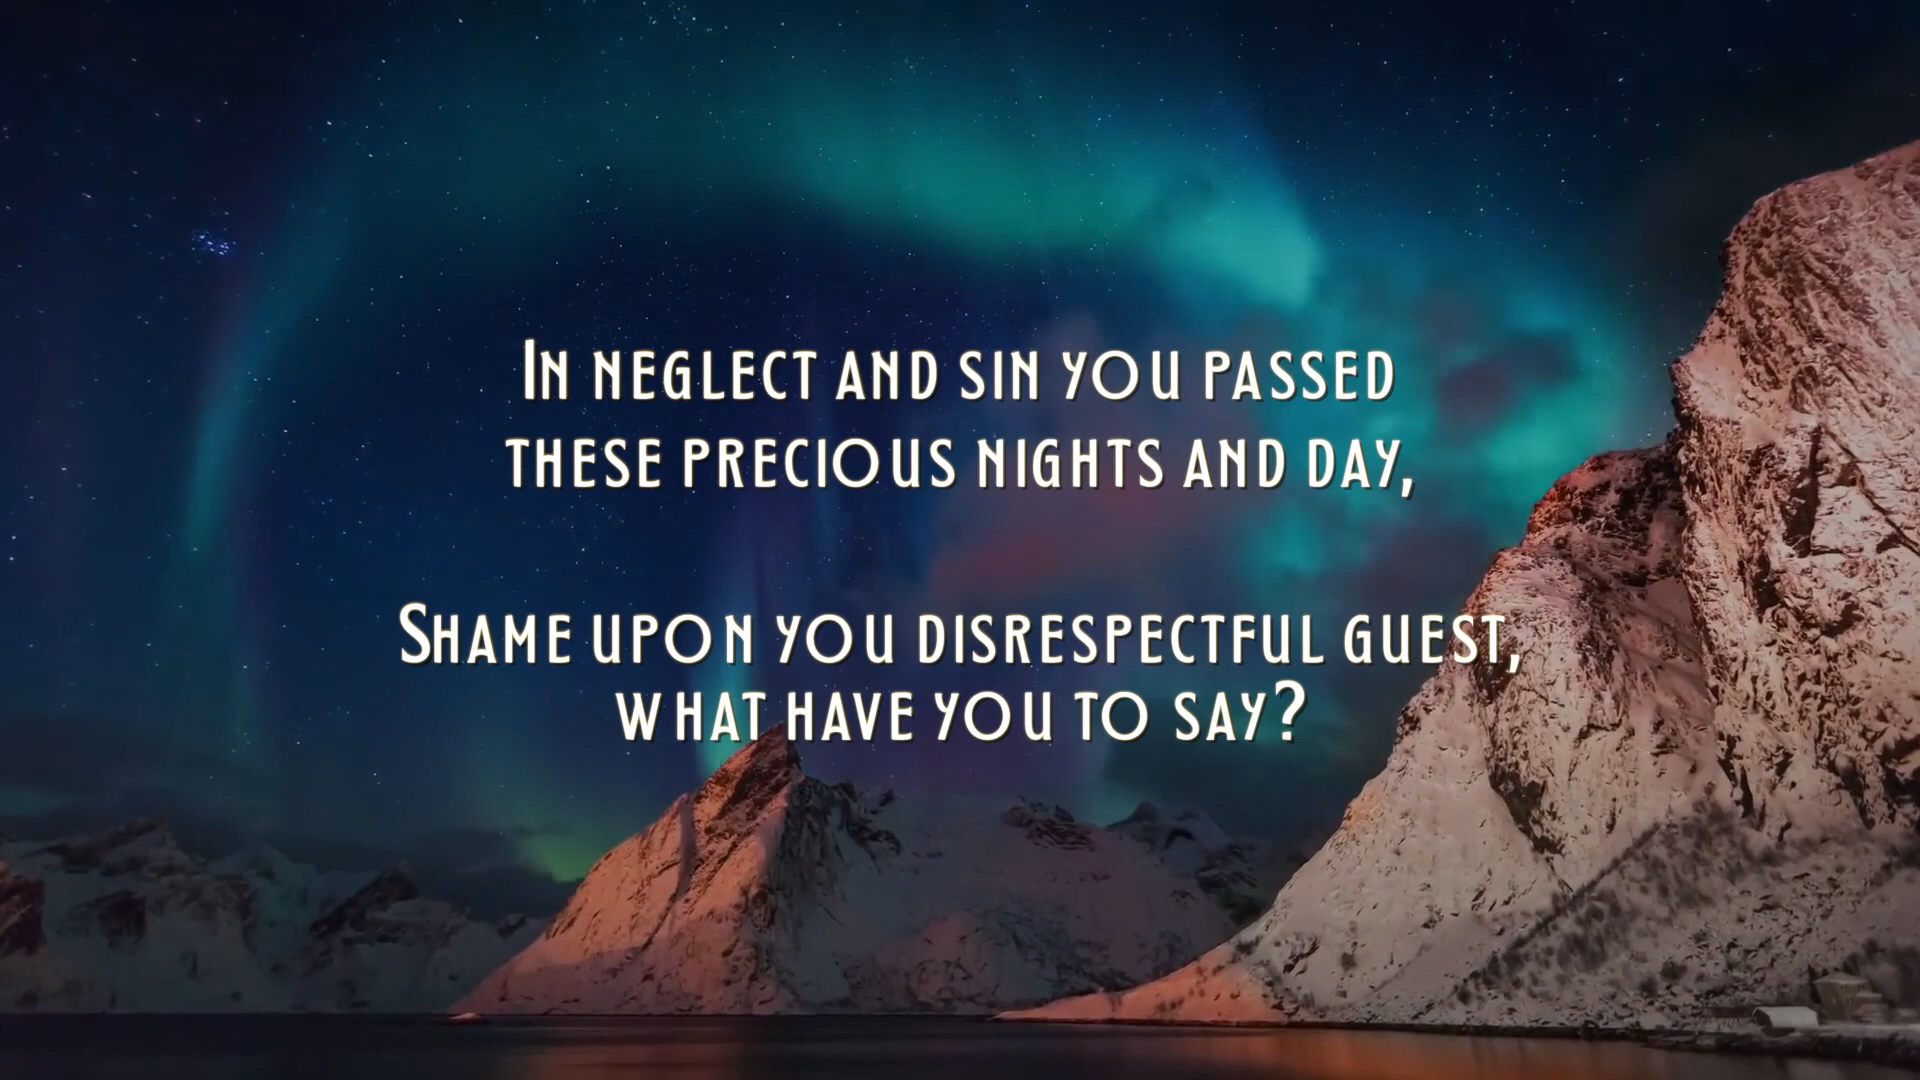 In neglect and sin you passed
these precious nights and day,
Shame upon you disrespectful guest,
what have you to say?